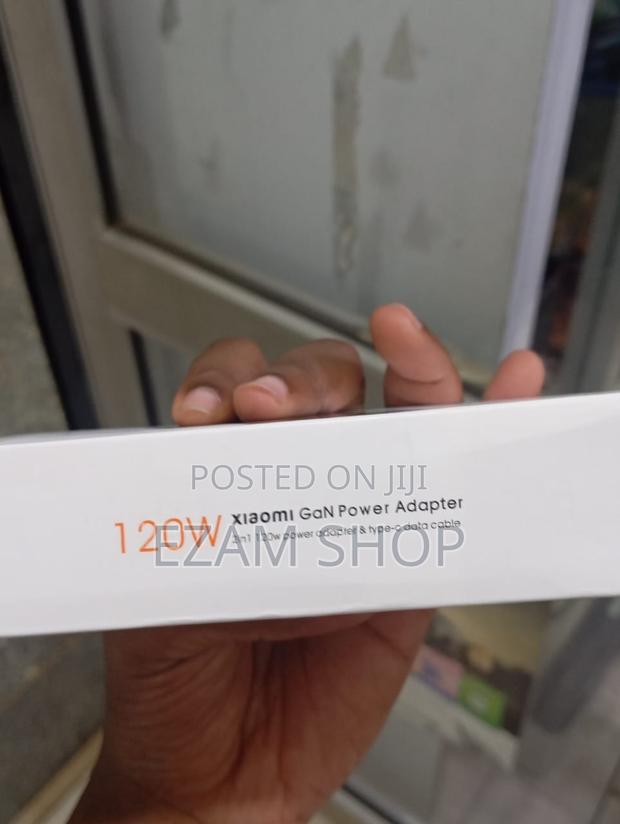 POSTED ON JIJI
120W xiaomi GaN Power Adapter
2in1 120w power adapter & type-c data cable
EZAM SHOP